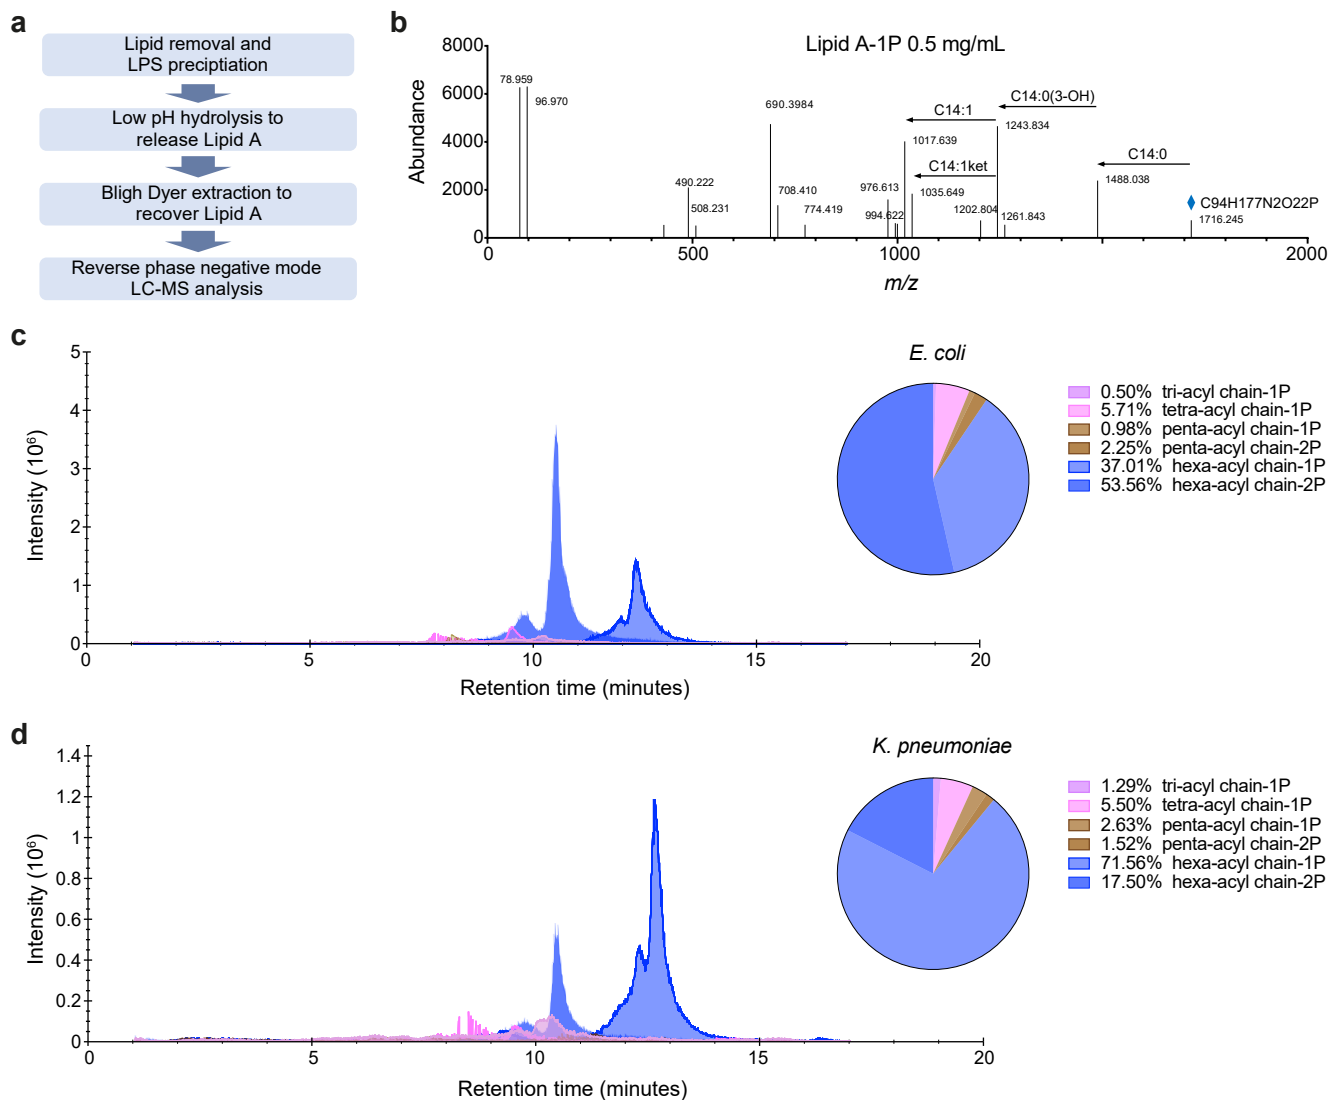 a
Lipid removal and
LPS preciptiation
Low pH hydrolysis to
release Lipid A
Bligh Dyer extraction to
recover Lipid A
Reverse phase negative mode
LC-MS analysis
b
Lipid A-1P 0.5 mg/mL
Abundance
8000
6000
4000
2000
0
78.959
96.970
490.222
508.231
690.3984
708.410
774.419
976.613
994.622
C14:1
1017.639
C14:1ket
1035.649
1202.804
C14:0(3-OH)
1243.834
1261.843
C14:0
1488.038
C94H177N2O22P
1716.245
0
500
1000
2000
m/z
c
E. coli
Intensity (10⁶)
5
4
3
2
1
0
0
5
10
15
20
Retention time (minutes)
0.50% tri-acyl chain-1P
5.71% tetra-acyl chain-1P
0.98% penta-acyl chain-1P
2.25% penta-acyl chain-2P
37.01% hexa-acyl chain-1P
53.56% hexa-acyl chain-2P
d
K. pneumoniae
Intensity (10⁶)
1.4
1.2
1
0.8
0.6
0.4
0.2
0
0
5
10
15
20
Retention time (minutes)
1.29% tri-acyl chain-1P
5.50% tetra-acyl chain-1P
2.63% penta-acyl chain-1P
1.52% penta-acyl chain-2P
71.56% hexa-acyl chain-1P
17.50% hexa-acyl chain-2P